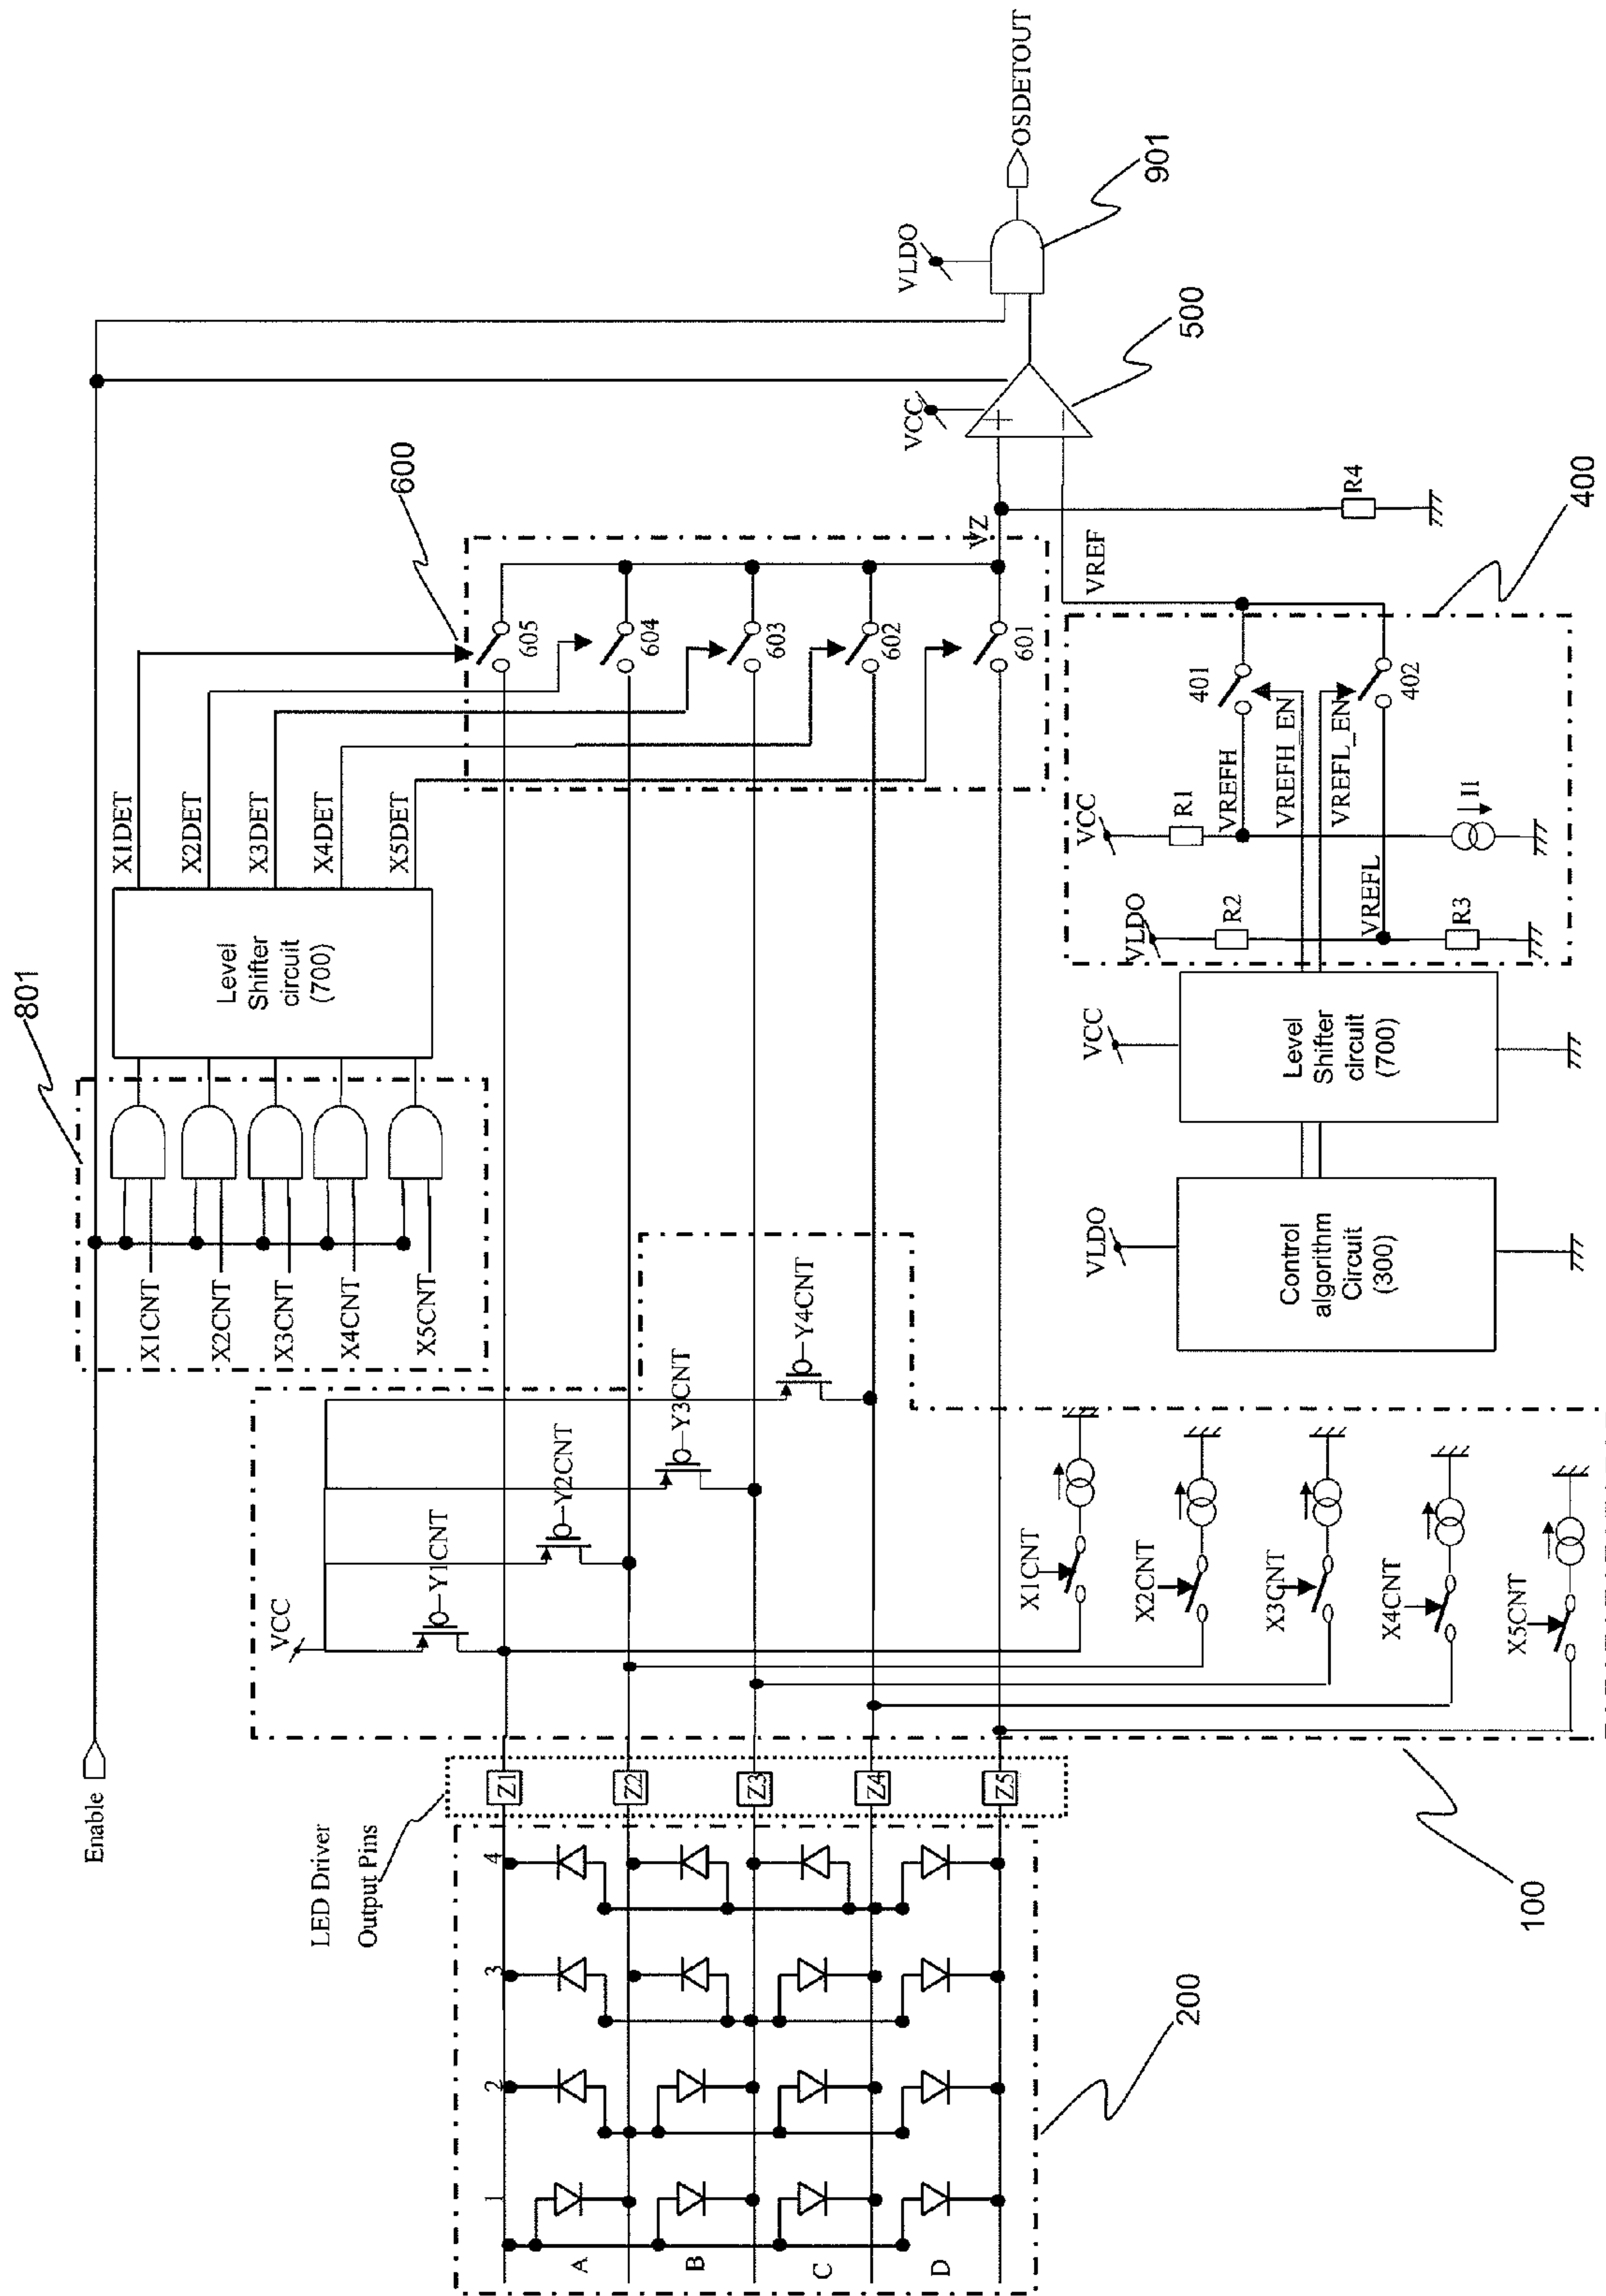 801
Enable
X1CNT
X2CNT
X3CNT
X4CNT
X5CNT
Level
Shifter
circuit
(700)
X1DET
X2DET
X3DET
X4DET
X5DET
600
605
604
603
602
601
VZ
VREF
VCC
500
VLDO
901
OSDETOUT
R4
LED Driver
Output Pins
Z1
Z2
Z3
Z4
Z5
1
2
3
4
A
B
C
D
200
VCC
Y1CNT
Y2CNT
Y3CNT
Y4CNT
X1CNT
X2CNT
X3CNT
X4CNT
X5CNT
100
VLDO
Control
algorithm
Circuit
(300)
VCC
Level
Shifter
circuit
(700)
VLDO
R2
VREFL
R3
VCC
R1
VREFH
I1
VREFH_EN
VREFL_EN
401
402
400